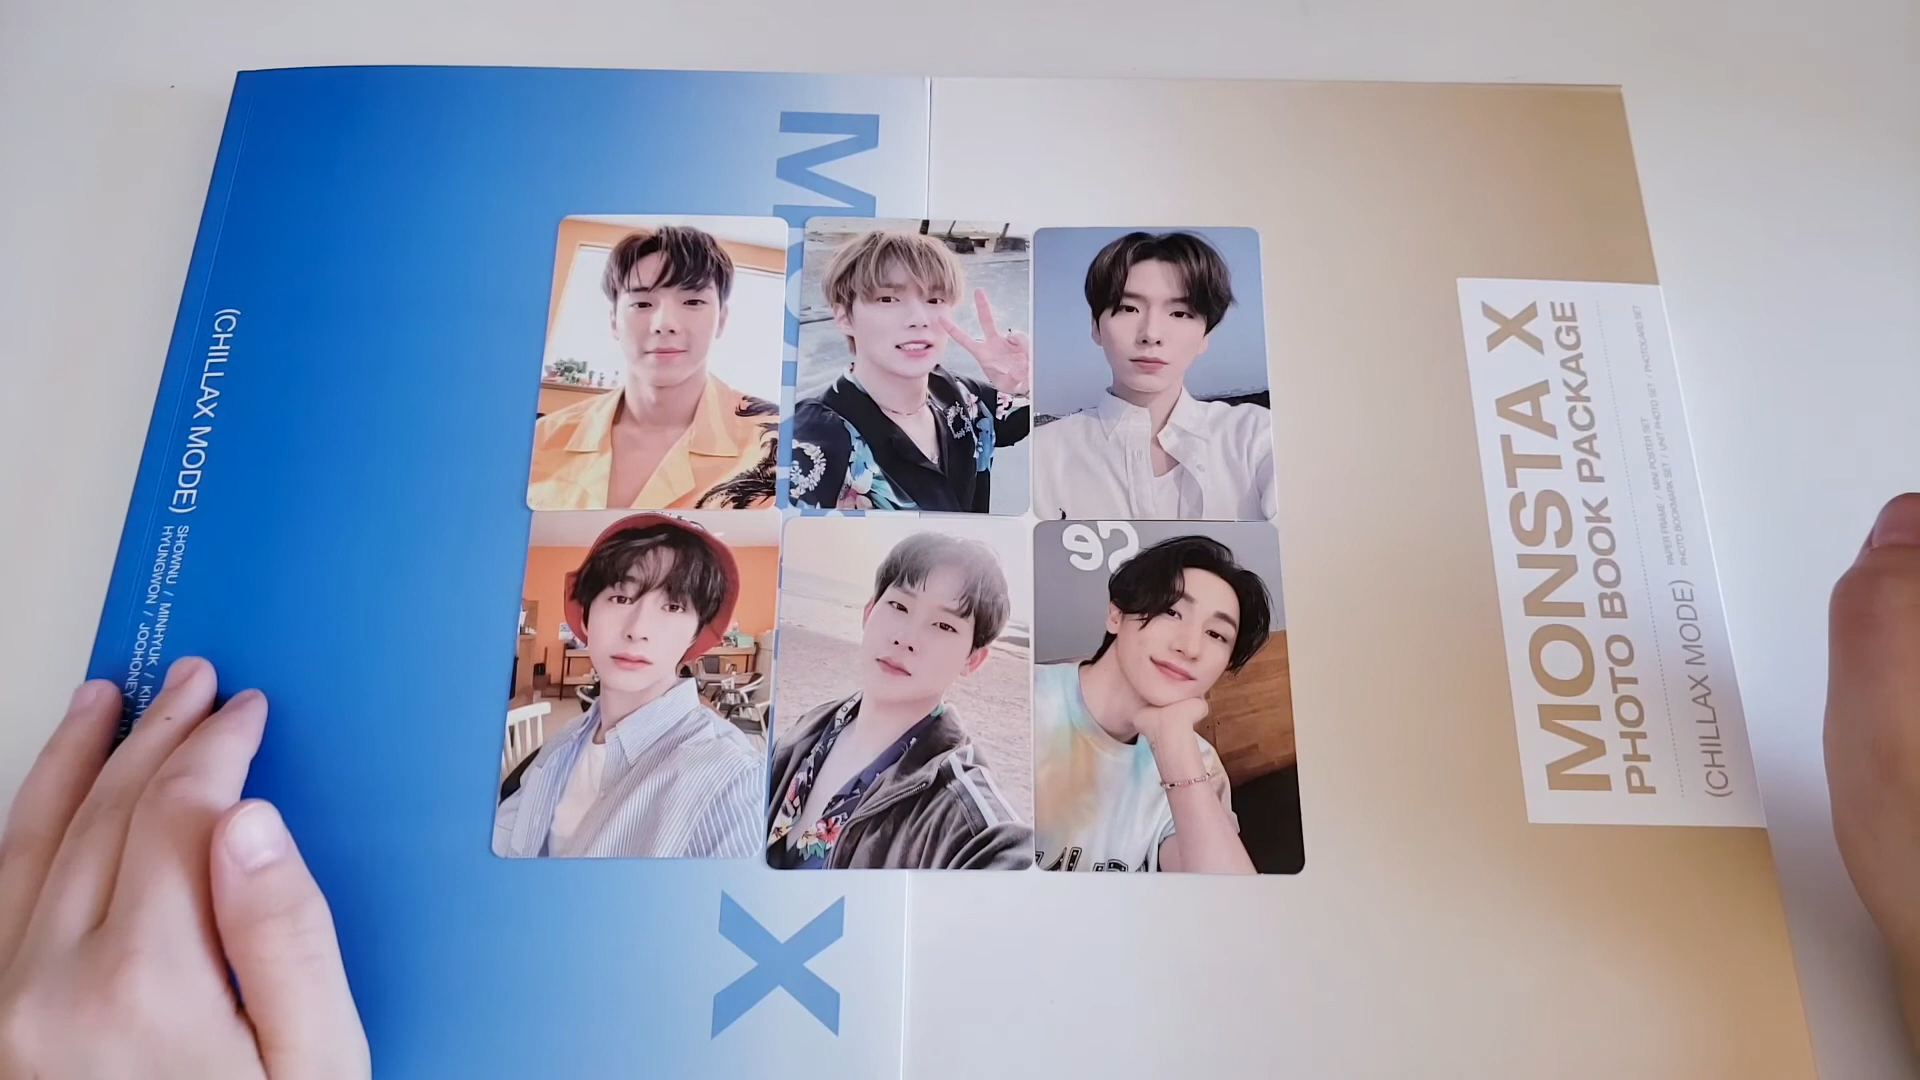 MONSTA X
(CHILLAX MODE)
SHOWNU / MINHYUK /
HYUNGWON / JOOHONEY /
MONSTA X
PHOTO BOOK PACKAGE
(CHILLAX MODE)
PAPER FRAME / MINI POSTER SET
PHOTO BOOKMARK SET / UNIT PHOTO SET / PHOTOCARD SET